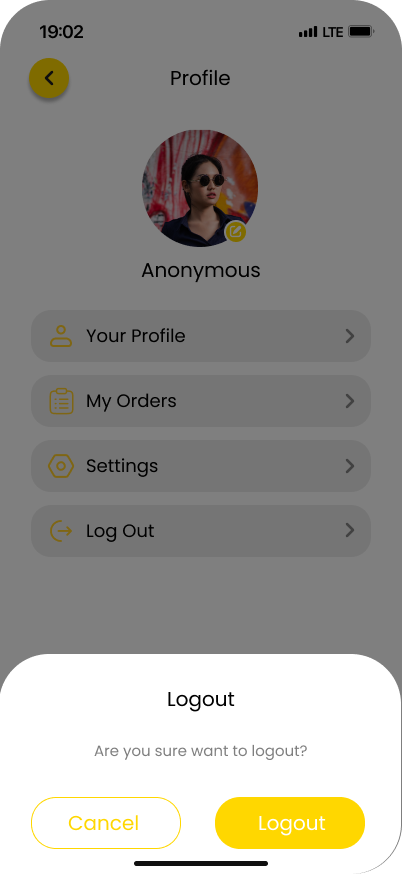 19:02 LTE
Profile
Anonymous
Your Profile
My Orders
Settings
Log Out
Logout
Are you sure want to logout?
Cancel Logout